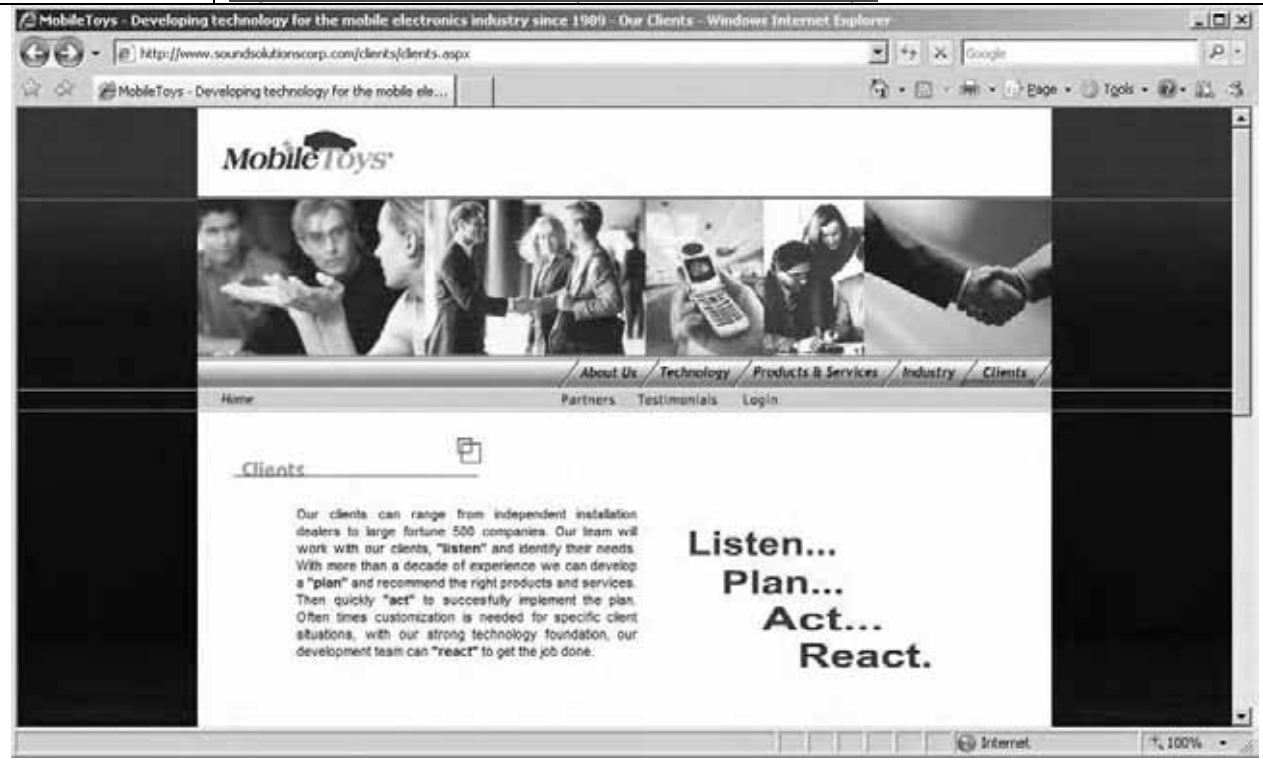 MobileToys - Developing technology for the mobile electronics industry since 1989 - Our Clients - Windows Internet Explorer
http://www.soundsolutionscorp.com/clients/clients.aspx
Google
MobileToys - Developing technology for the mobile ele...
Page
Tools
MobileToys
About Us / Technology / Products & Services / Industry / Clients
Home
Partners Testimonials Login
Clients
Our clients can range from independent installation
dealers to large fortune 500 companies. Our team will
work with our clients, "listen" and identify their needs.
With more than a decade of experience we can develop
a "plan" and recommend the right products and services.
Then quickly "act" to succesfully implement the plan.
Often times customization is needed for specific client
situations, with our strong technology foundation, our
development team can "react" to get the job done.
Listen...
Plan...
Act...
React.
Internet
100%